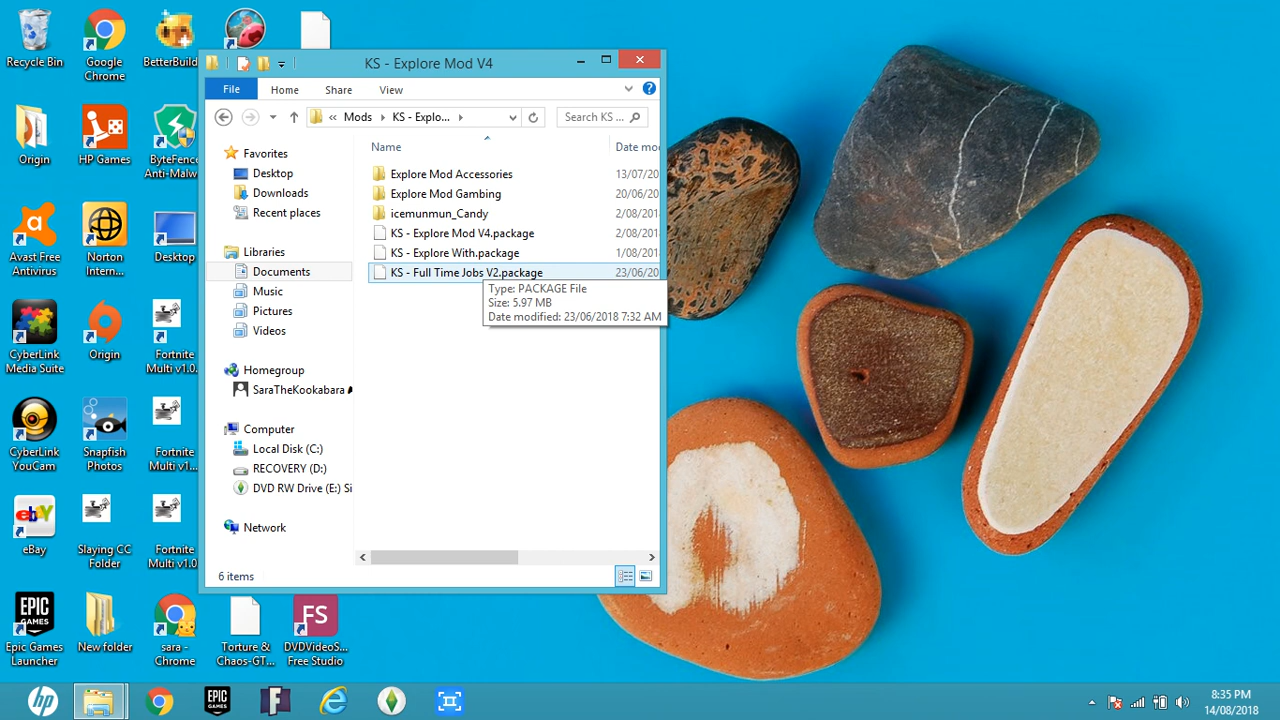 Recycle Bin
Google
Chrome
BetterBuild
KS - Explore Mod V4
File
Home
Share
View
Mods
KS - Explo...
Search KS ...
Origin
HP Games
ByteFence
Anti-Malw
Avast Free
Antivirus
Norton
Intern...
Desktop
CyberLink
Media Suite
Origin
Fortnite
Multi v1.0.
CyberLink
YouCam
Snapfish
Photos
Fortnite
Multi v1...
eBay
Slaying CC
Folder
Fortnite
Multi v1.0
Favorites
Desktop
Downloads
Recent places
Libraries
Documents
Music
Pictures
Videos
Homegroup
SaraTheKookabara
Computer
Local Disk (C:)
RECOVERY (D:)
DVD RW Drive (E:) Si
Network
Name
Date mo
Explore Mod Accessories
13/07/20
Explore Mod Gambing
20/06/20
icemunmun_Candy
2/08/2018
KS - Explore Mod V4.package
2/08/2018
KS - Explore With.package
1/08/2018
KS - Full Time Jobs V2.package
23/06/20
Type: PACKAGE File
Size: 5.97 MB
Date modified: 23/06/2018 7:32 AM
6 items
Epic Games
Launcher
New folder
sara -
Chrome
Torture &
Chaos-GT...
DVDVideoS...
Free Studio
8:35 PM
14/08/2018